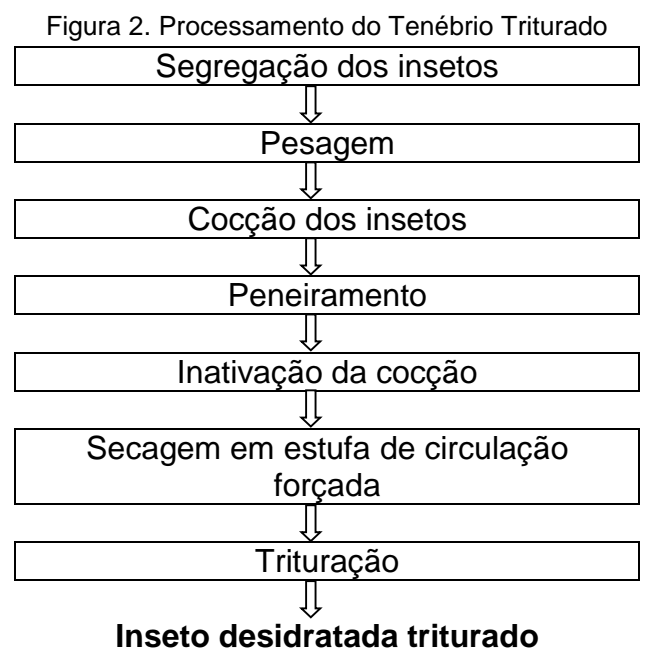 Figura 2. Processamento do Tenébrio Triturado
Segregação dos insetos
Pesagem
Cocção dos insetos
Peneiramento
Inativação da cocção
Secagem em estufa de circulação
forçada
Trituração
Inseto desidratada triturado